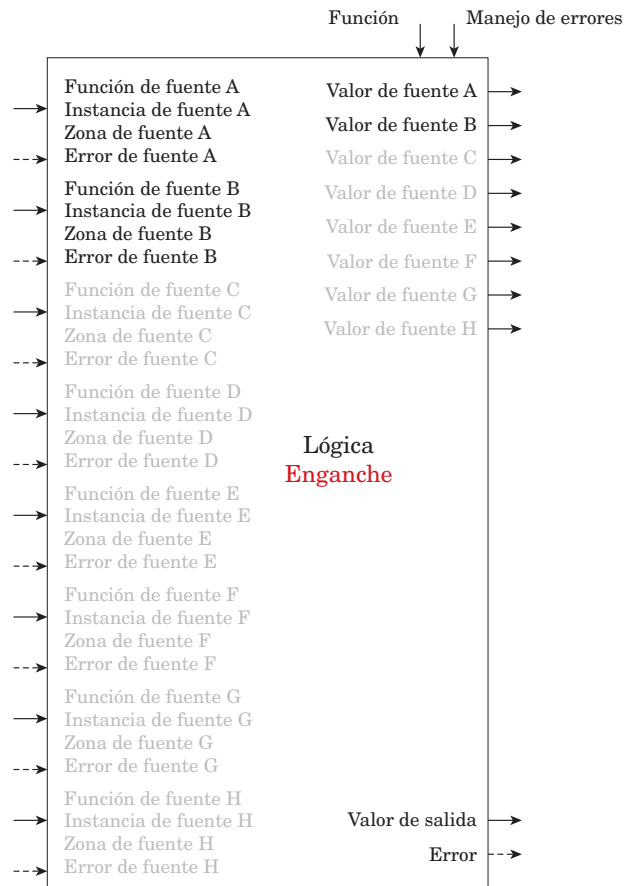 Función
Manejo de errores
Función de fuente A
Instancia de fuente A
Zona de fuente A
Error de fuente A
Función de fuente B
Instancia de fuente B
Zona de fuente B
Error de fuente B
Función de fuente C
Instancia de fuente C
Zona de fuente C
Error de fuente C
Función de fuente D
Instancia de fuente D
Zona de fuente D
Error de fuente D
Función de fuente E
Instancia de fuente E
Zona de fuente E
Error de fuente E
Función de fuente F
Instancia de fuente F
Zona de fuente F
Error de fuente F
Función de fuente G
Instancia de fuente G
Zona de fuente G
Error de fuente G
Función de fuente H
Instancia de fuente H
Zona de fuente H
Error de fuente H
Valor de fuente A
Valor de fuente B
Valor de fuente C
Valor de fuente D
Valor de fuente E
Valor de fuente F
Valor de fuente G
Valor de fuente H
Lógica
Enganche
Valor de salida
Error